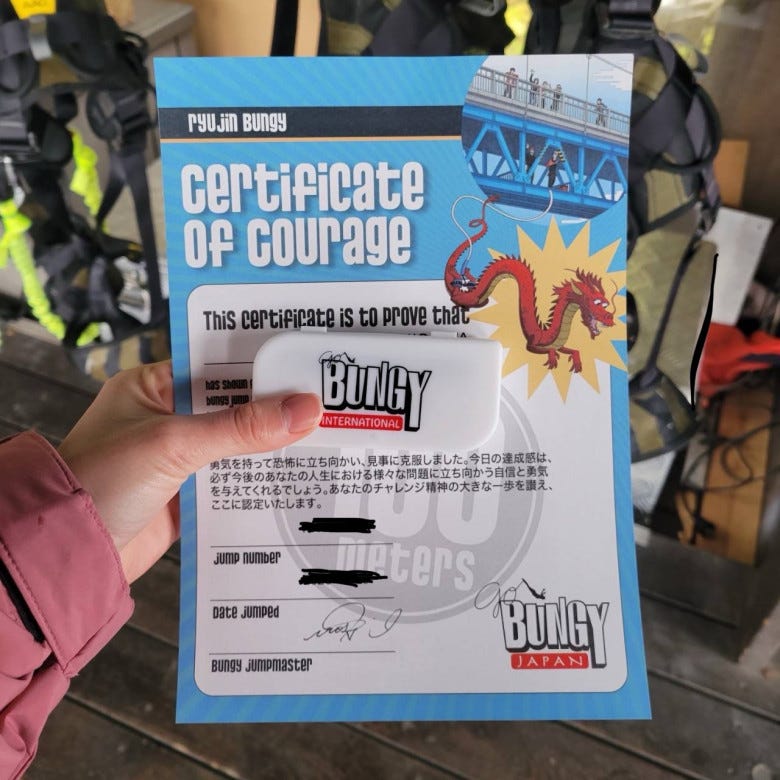 RYUJIN BUNGY
Certificate
of Courage
This certificate is to prove that
has shown
bungy jump
go
BUNGY
INTERNATIONAL
勇気を持って恐怖に立ち向かい、見事に克服しました。今日の達成感は、
必ず今後のあなたの人生における様々な問題に立ち向かう自信と勇気
を与えてくれるでしょう。あなたのチャレンジ精神の大きな一歩を讃え、
ここに認定いたします。
100
meters
Jump number
Date jumped
Bungy Jumpmaster
go
BUNGY
JAPAN